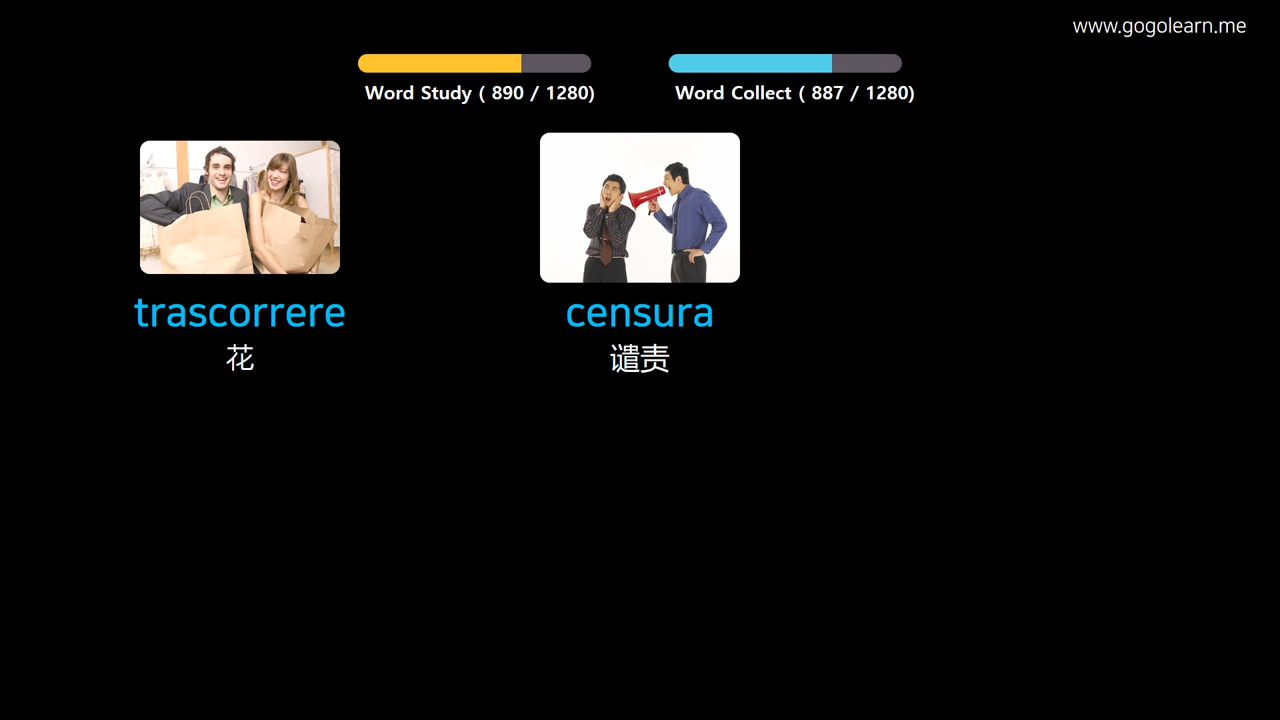 www.gogolearn.me
Word Study ( 890 / 1280)
Word Collect ( 887 / 1280)
trascorrere
花
censura
谴责